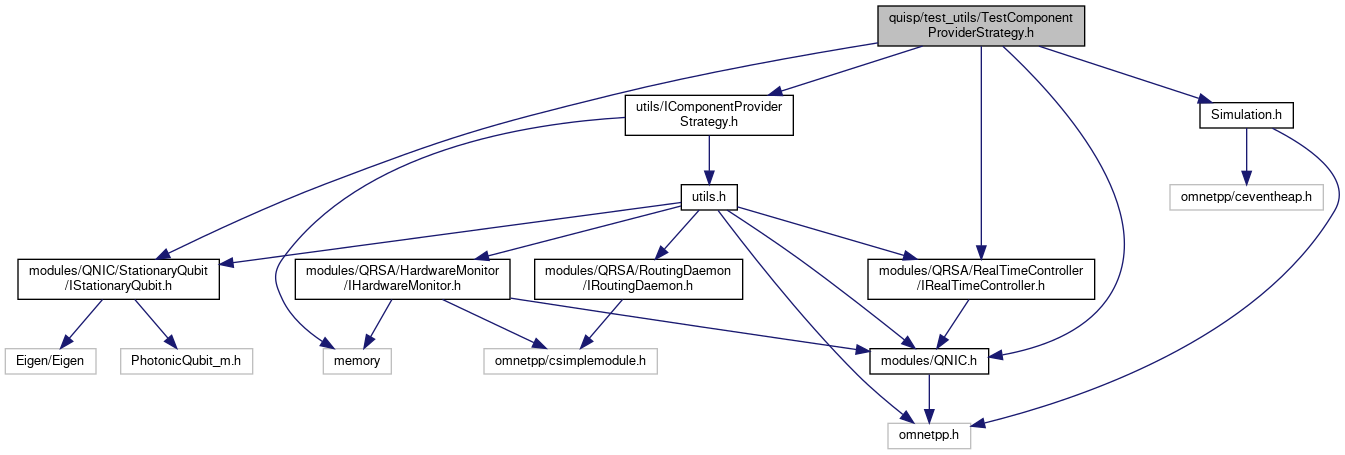 quisp/test_utils/TestComponent
ProviderStrategy.h
utils/IComponentProvider
Strategy.h
Simulation.h
utils.h
omnetpp/ceventheap.h
modules/QNIC/StationaryQubit
/IStationaryQubit.h
modules/QRSA/HardwareMonitor
/IHardwareMonitor.h
modules/QRSA/RoutingDaemon
/IRoutingDaemon.h
modules/QRSA/RealTimeController
/IRealTimeController.h
Eigen/Eigen
PhotonicQubit_m.h
memory
omnetpp/csimplemodule.h
modules/QNIC.h
omnetpp.h